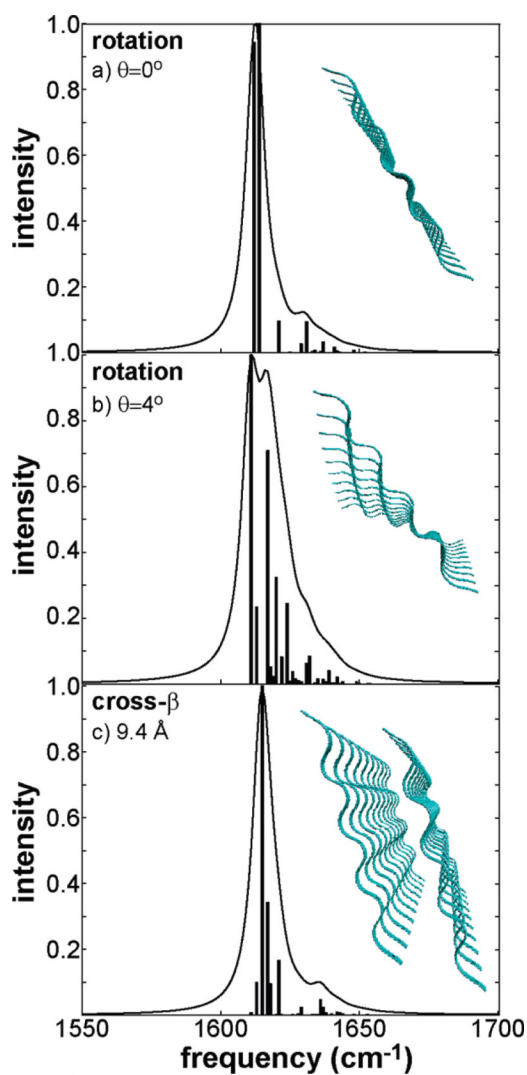 1.0
rotation
a) θ=0°
0.8
0.6
0.4
0.2
intensity
1.0
rotation
b) θ=4°
0.8
0.6
0.4
0.2
intensity
1.0
cross-β
c) 9.4 Å
0.8
0.6
0.4
0.2
intensity
1550 1600 1650 1700
frequency (cm⁻¹)